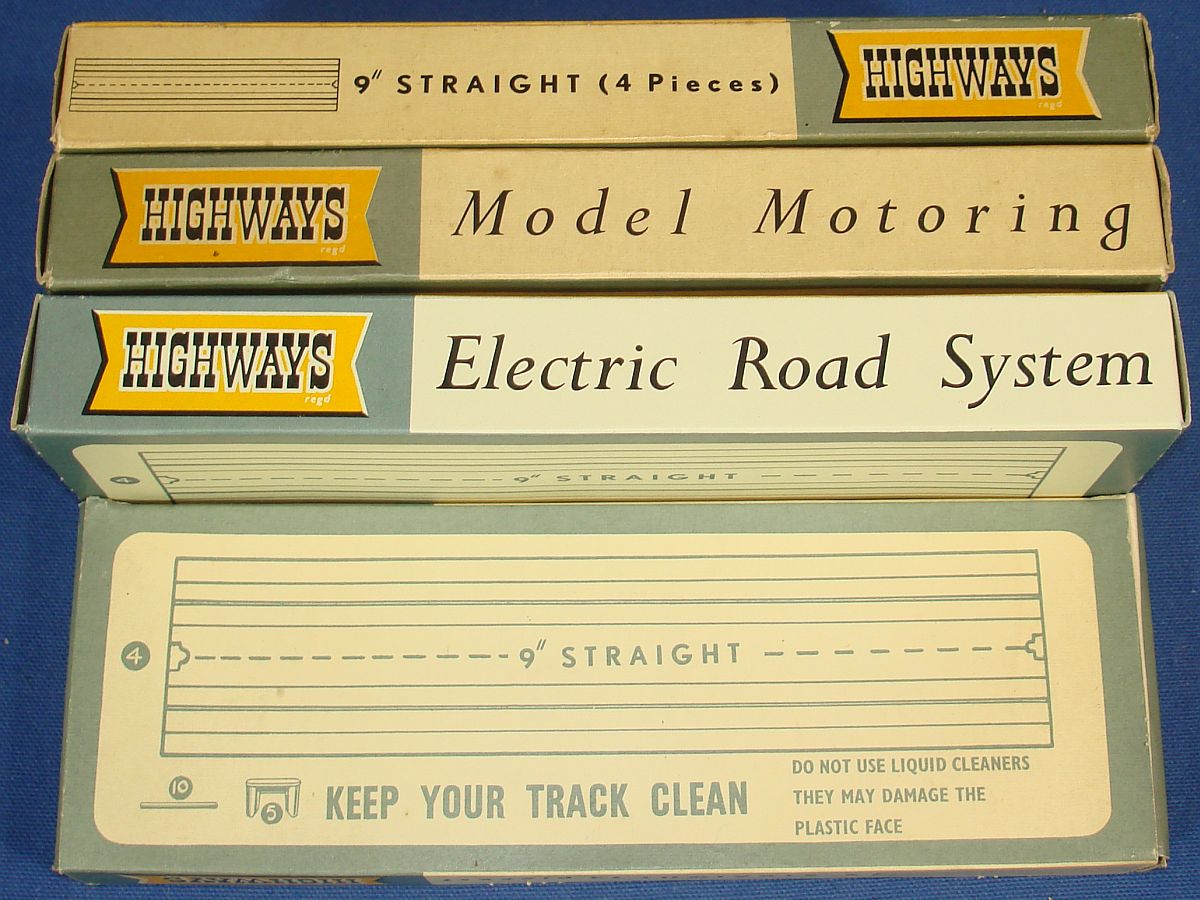 9" STRAIGHT (4 Pieces)
HIGHWAYS
regd
HIGHWAYS
regd
Model Motoring
HIGHWAYS
regd
Electric Road System
4
9" STRAIGHT
4
9" STRAIGHT
10
5
KEEP YOUR TRACK CLEAN
DO NOT USE LIQUID CLEANERS
THEY MAY DAMAGE THE
PLASTIC FACE
HIGHWAYS